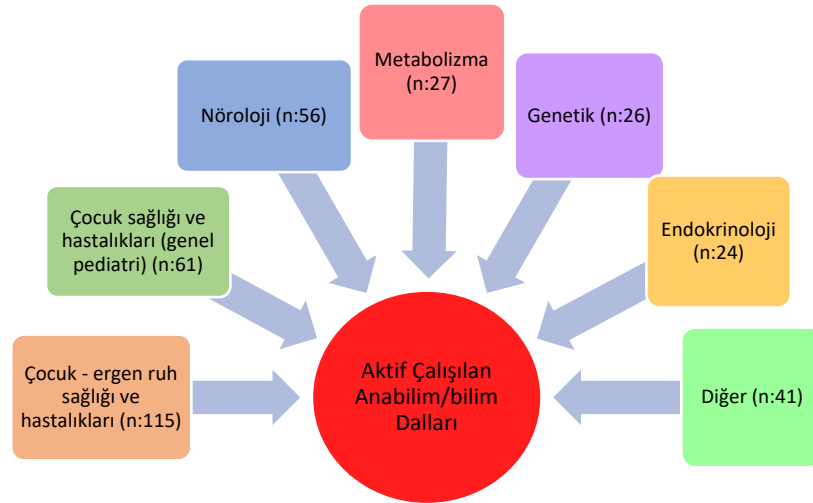 Metabolizma
(n:27)
Nöroloji (n:56)
Genetik (n:26)
Çocuk sağlığı ve
hastalıkları (genel
pediatri) (n:61)
Endokrinoloji
(n:24)
Çocuk - ergen ruh
sağlığı ve
hastalıkları (n:115)
Aktif Çalışılan
Anabilim/bilim
Dalları
Diğer (n:41)